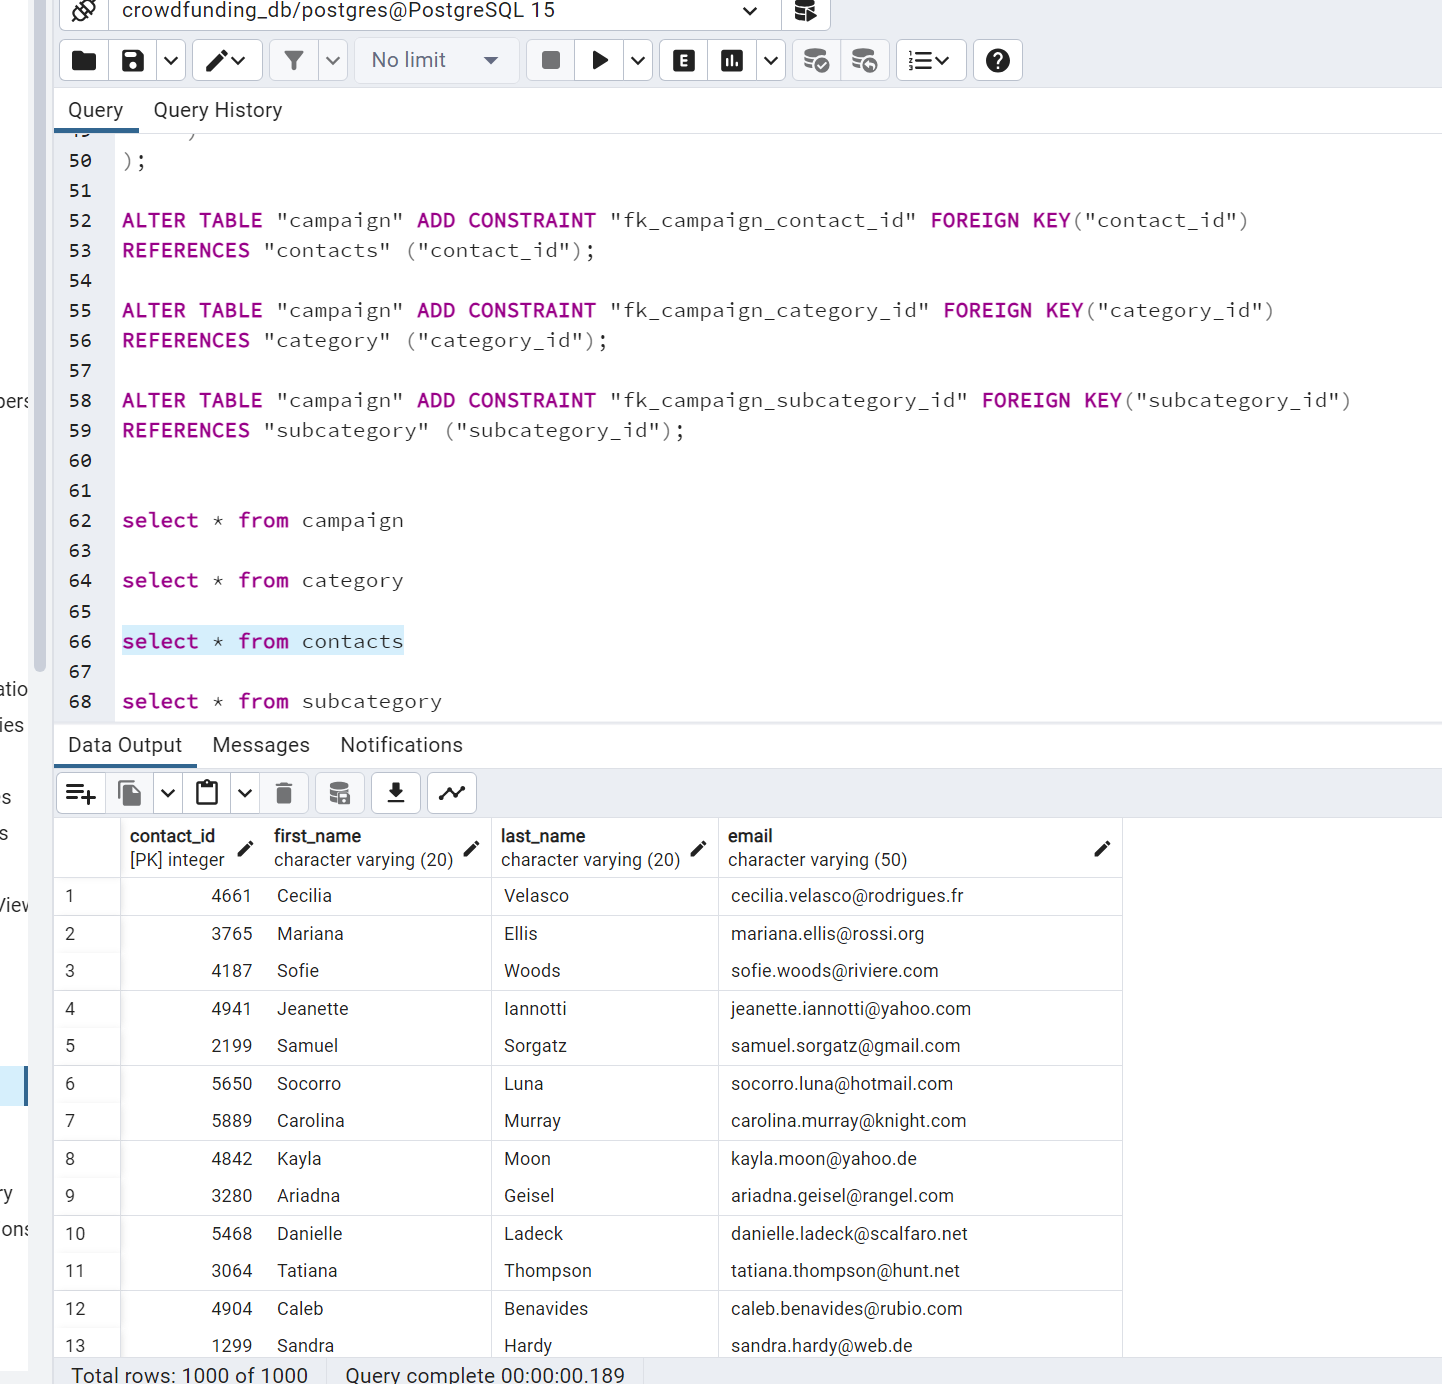 crowdfunding_db/postgres@PostgreSQL 15
No limit
E
Query Query History
50 );
51
52 ALTER TABLE "campaign" ADD CONSTRAINT "fk_campaign_contact_id" FOREIGN KEY("contact_id")
53 REFERENCES "contacts" ("contact_id");
54
55 ALTER TABLE "campaign" ADD CONSTRAINT "fk_campaign_category_id" FOREIGN KEY("category_id")
56 REFERENCES "category" ("category_id");
57
58 ALTER TABLE "campaign" ADD CONSTRAINT "fk_campaign_subcategory_id" FOREIGN KEY("subcategory_id")
59 REFERENCES "subcategory" ("subcategory_id");
60
61
62 select * from campaign
63
64 select * from category
65
66 select * from contacts
67
68 select * from subcategory
Data Output Messages Notifications
contact_id first_name last_name email
[PK] integer character varying (20) character varying (20) character varying (50)
1 4661 Cecilia Velasco cecilia.velasco@rodrigues.fr
2 3765 Mariana Ellis mariana.ellis@rossi.org
3 4187 Sofie Woods sofie.woods@riviere.com
4 4941 Jeanette Iannotti jeanette.iannotti@yahoo.com
5 2199 Samuel Sorgatz samuel.sorgatz@gmail.com
6 5650 Socorro Luna socorro.luna@hotmail.com
7 5889 Carolina Murray carolina.murray@knight.com
8 4842 Kayla Moon kayla.moon@yahoo.de
9 3280 Ariadna Geisel ariadna.geisel@rangel.com
10 5468 Danielle Ladeck danielle.ladeck@scalfaro.net
11 3064 Tatiana Thompson tatiana.thompson@hunt.net
12 4904 Caleb Benavides caleb.benavides@rubio.com
13 1299 Sandra Hardy sandra.hardy@web.de
Total rows: 1000 of 1000 Query complete 00:00:00.189